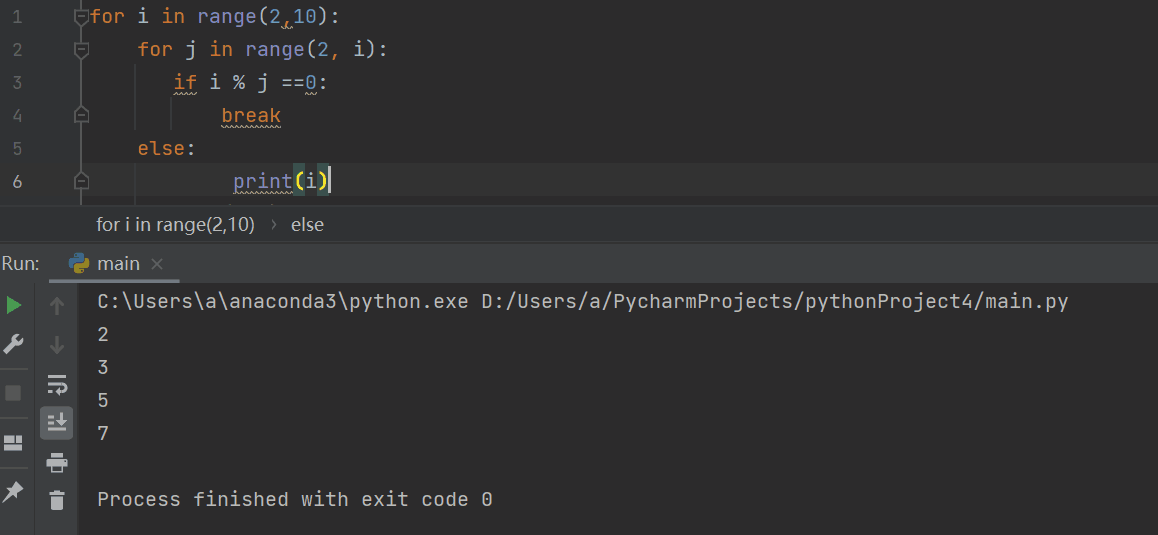 1 for i in range(2,10):
2     for j in range(2, i):
3        if i % j ==0:
4            break
5     else:
6             print(i)
for i in range(2,10) › else
Run: main ×
C:\Users\a\anaconda3\python.exe D:/Users/a/PycharmProjects/pythonProject4/main.py
2
3
5
7
Process finished with exit code 0